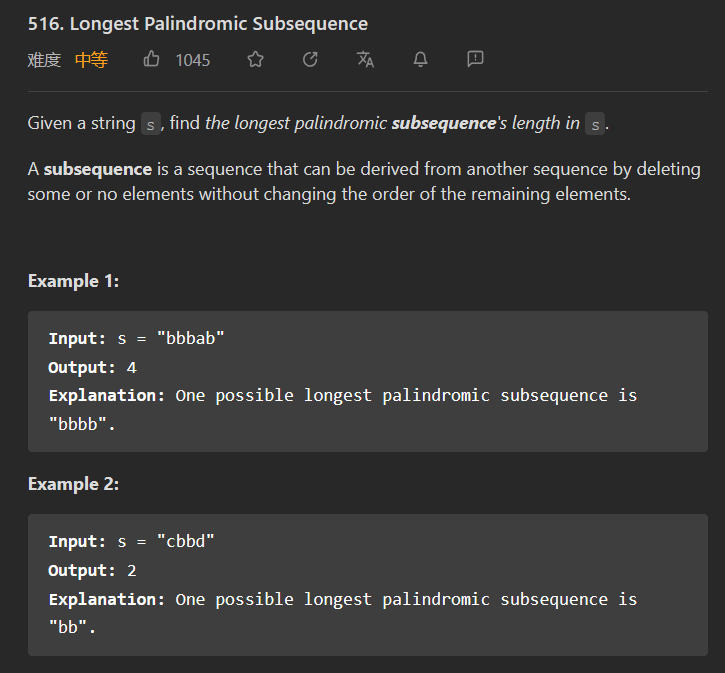 516. Longest Palindromic Subsequence
难度 中等 1045
Given a string s, find the longest palindromic subsequence's length in s.
A subsequence is a sequence that can be derived from another sequence by deleting
some or no elements without changing the order of the remaining elements.
Example 1:
Input: s = "bbbab"
Output: 4
Explanation: One possible longest palindromic subsequence is
"bbbb".
Example 2:
Input: s = "cbbd"
Output: 2
Explanation: One possible longest palindromic subsequence is
"bb".